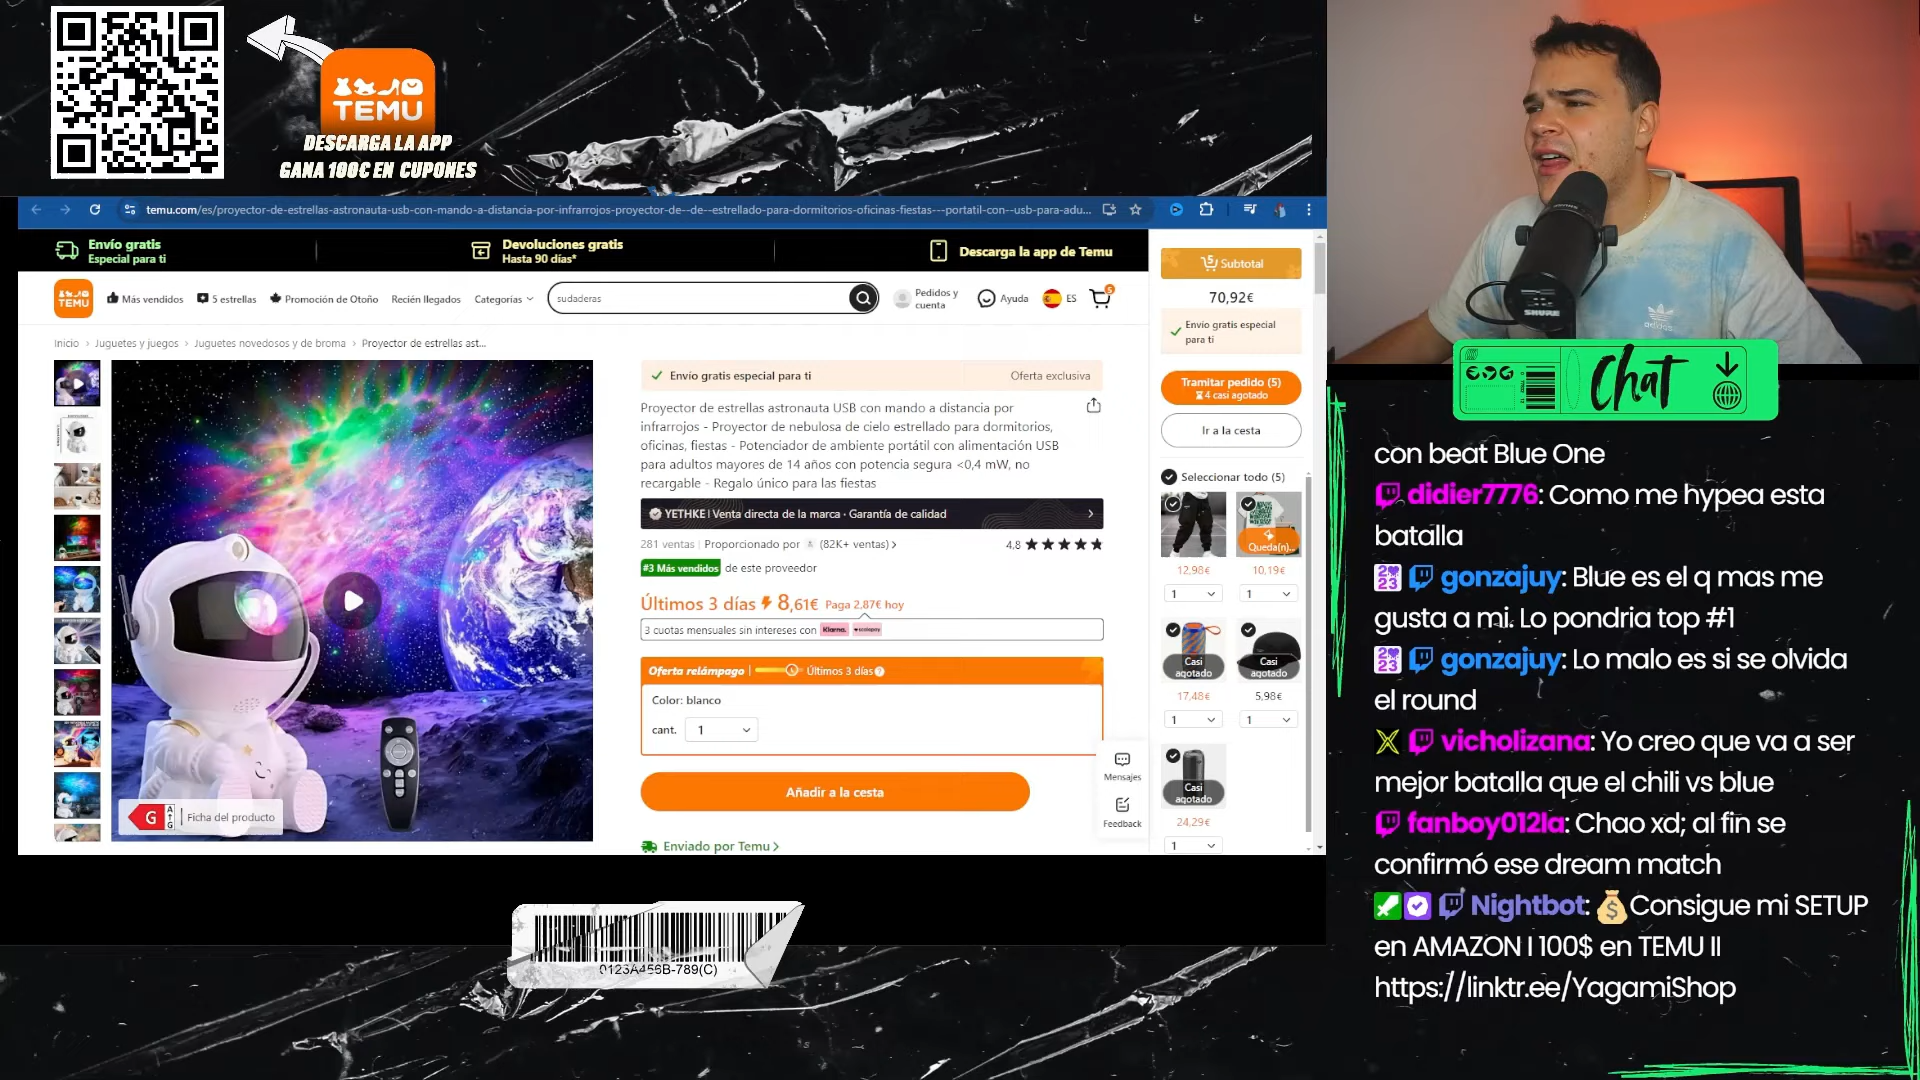 TEMU
DESCARGA LA APP
GANA 100€ EN CUPONES
temu.com/es/proyector-de-estrellas-astronauta-usb-con-mando-a-distancia-por-infrarrojos-proyector-de--de--estrellado-para-dormitorios-oficinas-fiestas---portatil-con--usb-para-adu...
Envío gratis
Especial para ti
Devoluciones gratis
Hasta 90 días*
Descarga la app de Temu
TEMU
Más vendidos
5 estrellas
Promoción de Otoño
Recién llegados
Categorías
sudaderas
Pedidos y
cuenta
Ayuda
ES
5
Inicio > Juguetes y juegos > Juguetes novedosos y de broma > Proyector de estrellas ast...
G
A
G
Ficha del producto
Envío gratis especial para ti
Oferta exclusiva
Proyector de estrellas astronauta USB con mando a distancia por
infrarrojos - Proyector de nebulosa de cielo estrellado para dormitorios,
oficinas, fiestas - Potenciador de ambiente portátil con alimentación USB
para adultos mayores de 14 años con potencia segura <0,4 mW, no
recargable - Regalo único para las fiestas
YETHKE | Venta directa de la marca · Garantía de calidad
281 ventas | Proporcionado por (82K+ ventas) >
4,8
#3 Más vendidos de este proveedor
Últimos 3 días 8,61€ Paga 2,87€ hoy
3 cuotas mensuales sin intereses con Klarna. scalapay
Oferta relámpago | Últimos 3 días
Color: blanco
cant. 1
Añadir a la cesta
Enviado por Temu >
Mensajes
Feedback
Subtotal
70,92€
Envío gratis especial
para ti
Tramitar pedido (5)
4 casi agotado
Ir a la cesta
Seleccionar todo (5)
Queda(n)...
12,98€
10,19€
1
1
Casi
agotado
Casi
agotado
17,48€
5,98€
1
1
Casi
agotado
24,29€
1
0123A456B-789(C)
SHURE
adidas
Chat
con beat Blue One
didier7776: Como me hypea esta
batalla
gonzajuy: Blue es el q mas me
gusta a mi. Lo pondria top #1
gonzajuy: Lo malo es si se olvida
el round
vicholizana: Yo creo que va a ser
mejor batalla que el chili vs blue
fanboy012la: Chao xd; al fin se
confirmó ese dream match
Nightbot: Consigue mi SETUP
en AMAZON I 100$ en TEMU II
https://linktr.ee/YagamiShop